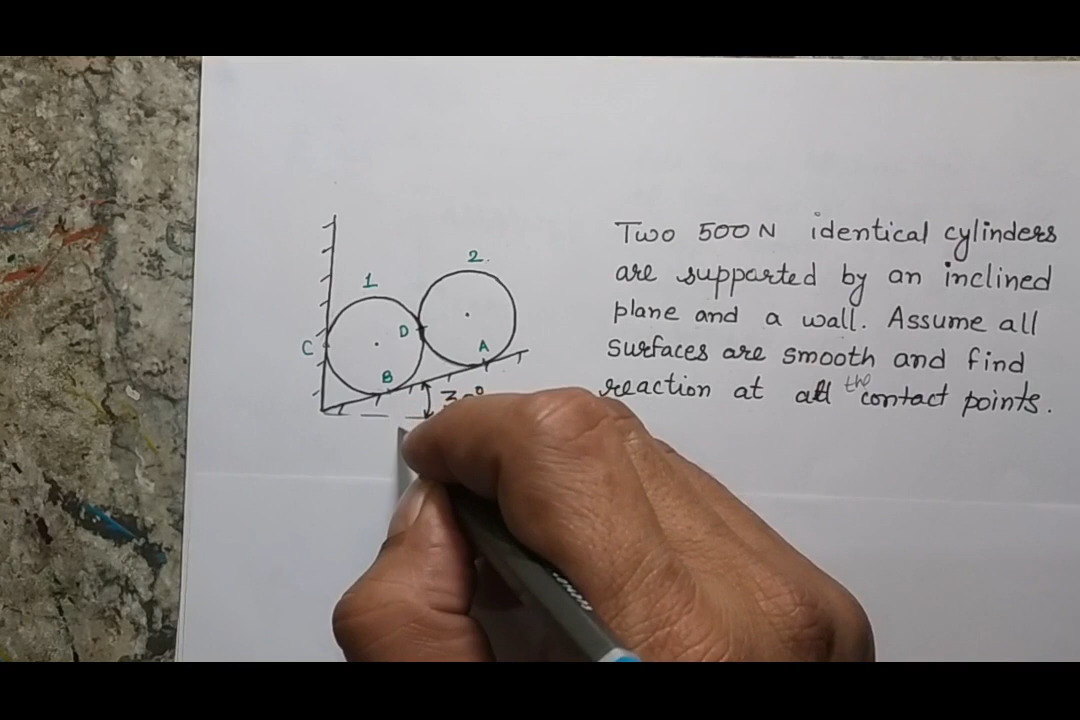 Two 500N identical cylinders
are supported by an inclined
plane and a wall. Assume all
surfaces are smooth and find
reaction at all the contact points.
1
2.
C
D
A
B